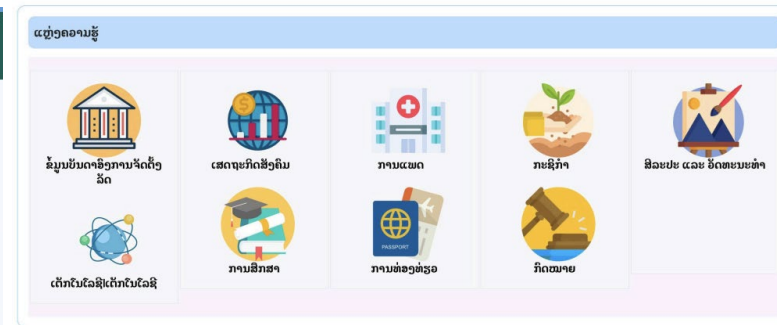 ແຫຼ່ງຄວາມຮູ້
ຂໍ້ມູນບັນດາອົງການຈັດຕັ້ງ
ລັດ
ເສດຖະກິດສັງຄົມ
ການແພດ
ກະຊິກຳ
ສິລະປະ ແລະ ວັດທະນະທຳ
ເຕັກໂນໂລຊີເຕັກໂນໂລຊີ
ການສຶກສາ
PASSPORT
ການທ່ອງທ່ຽວ
ກົດໝາຍ